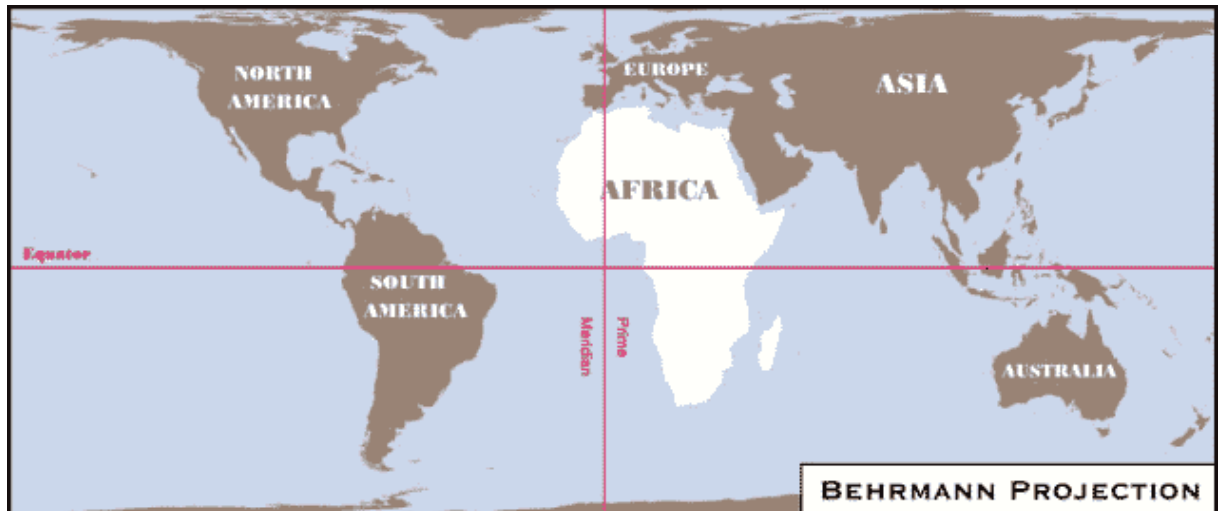 NORTH
AMERICA
EUROPE
ASIA
AFRICA
Equator
SOUTH
AMERICA
Prime
Meridian
AUSTRALIA
BEHRMANN PROJECTION